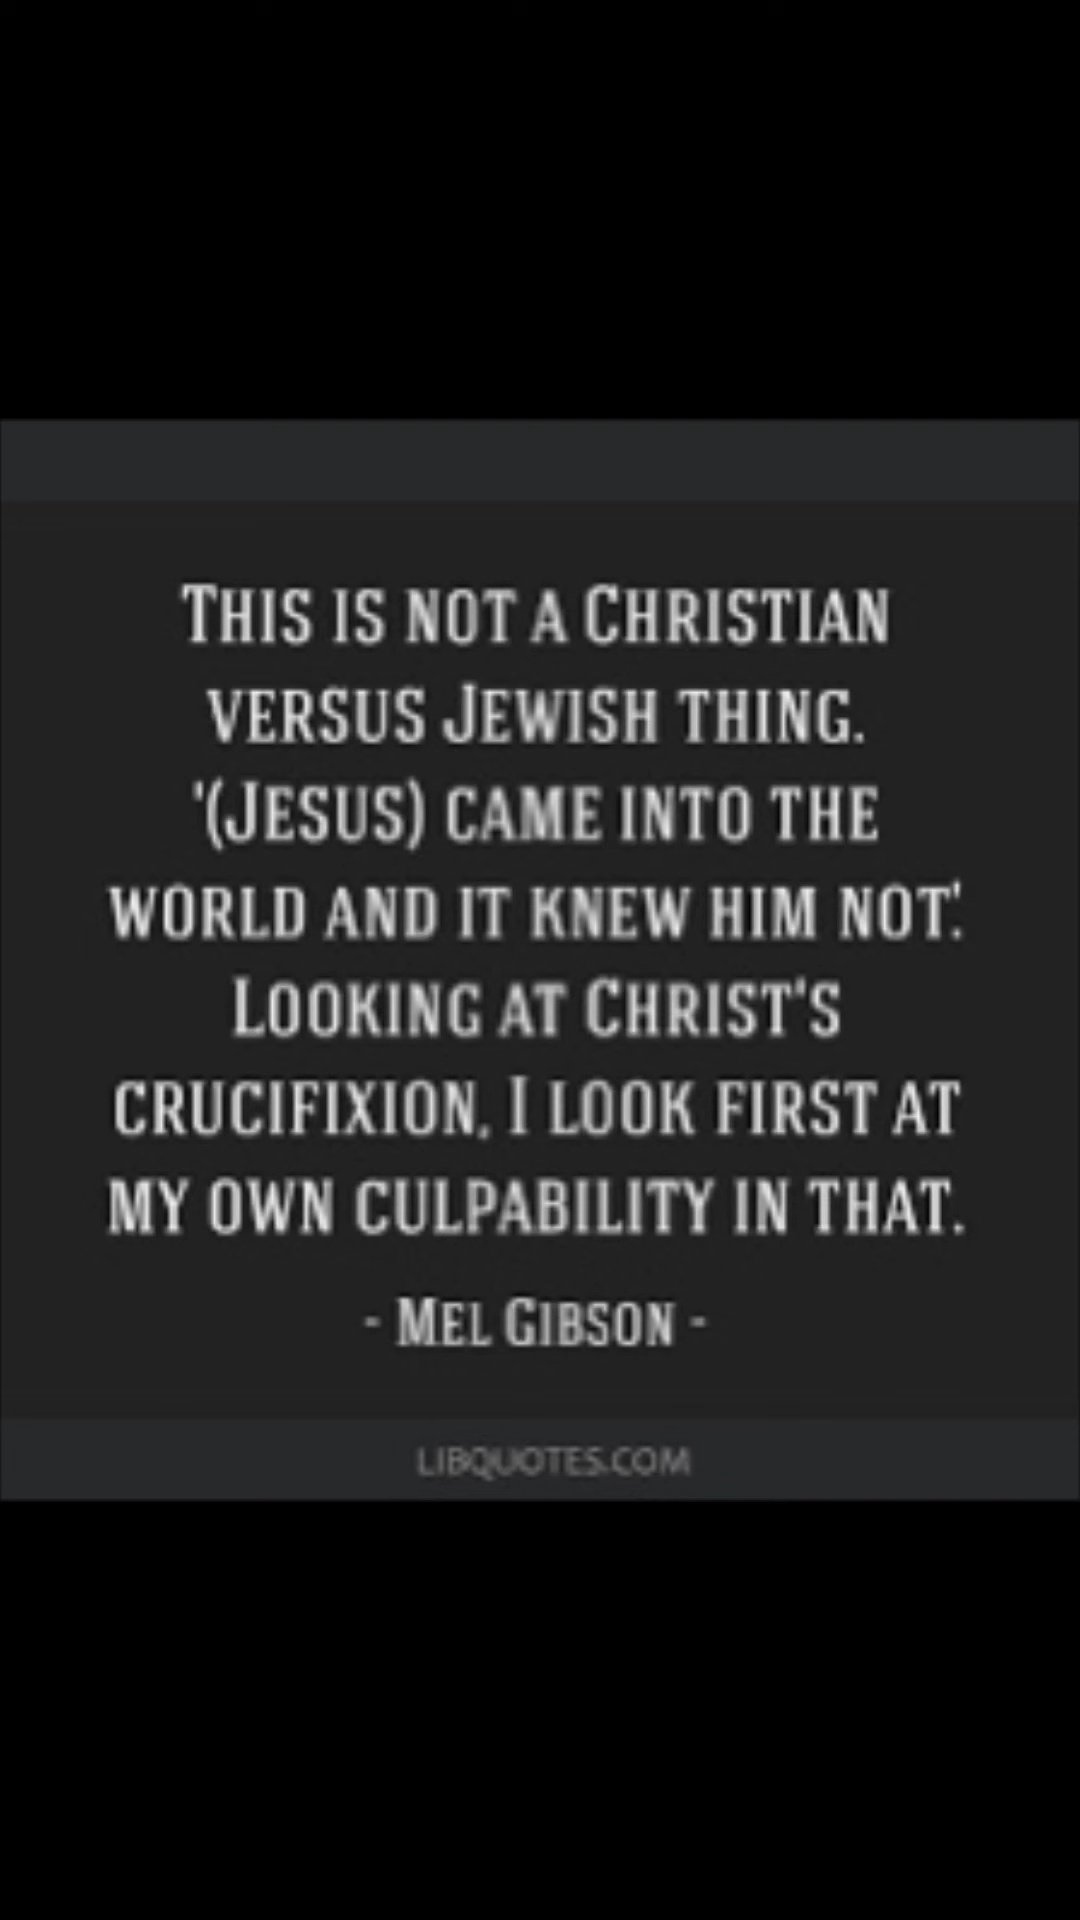 This is not a Christian
versus Jewish thing.
'(Jesus) came into the
world and it knew him not'.
Looking at Christ's
crucifixion, I look first at
my own culpability in that.
- Mel Gibson -
LIBQUOTES.COM